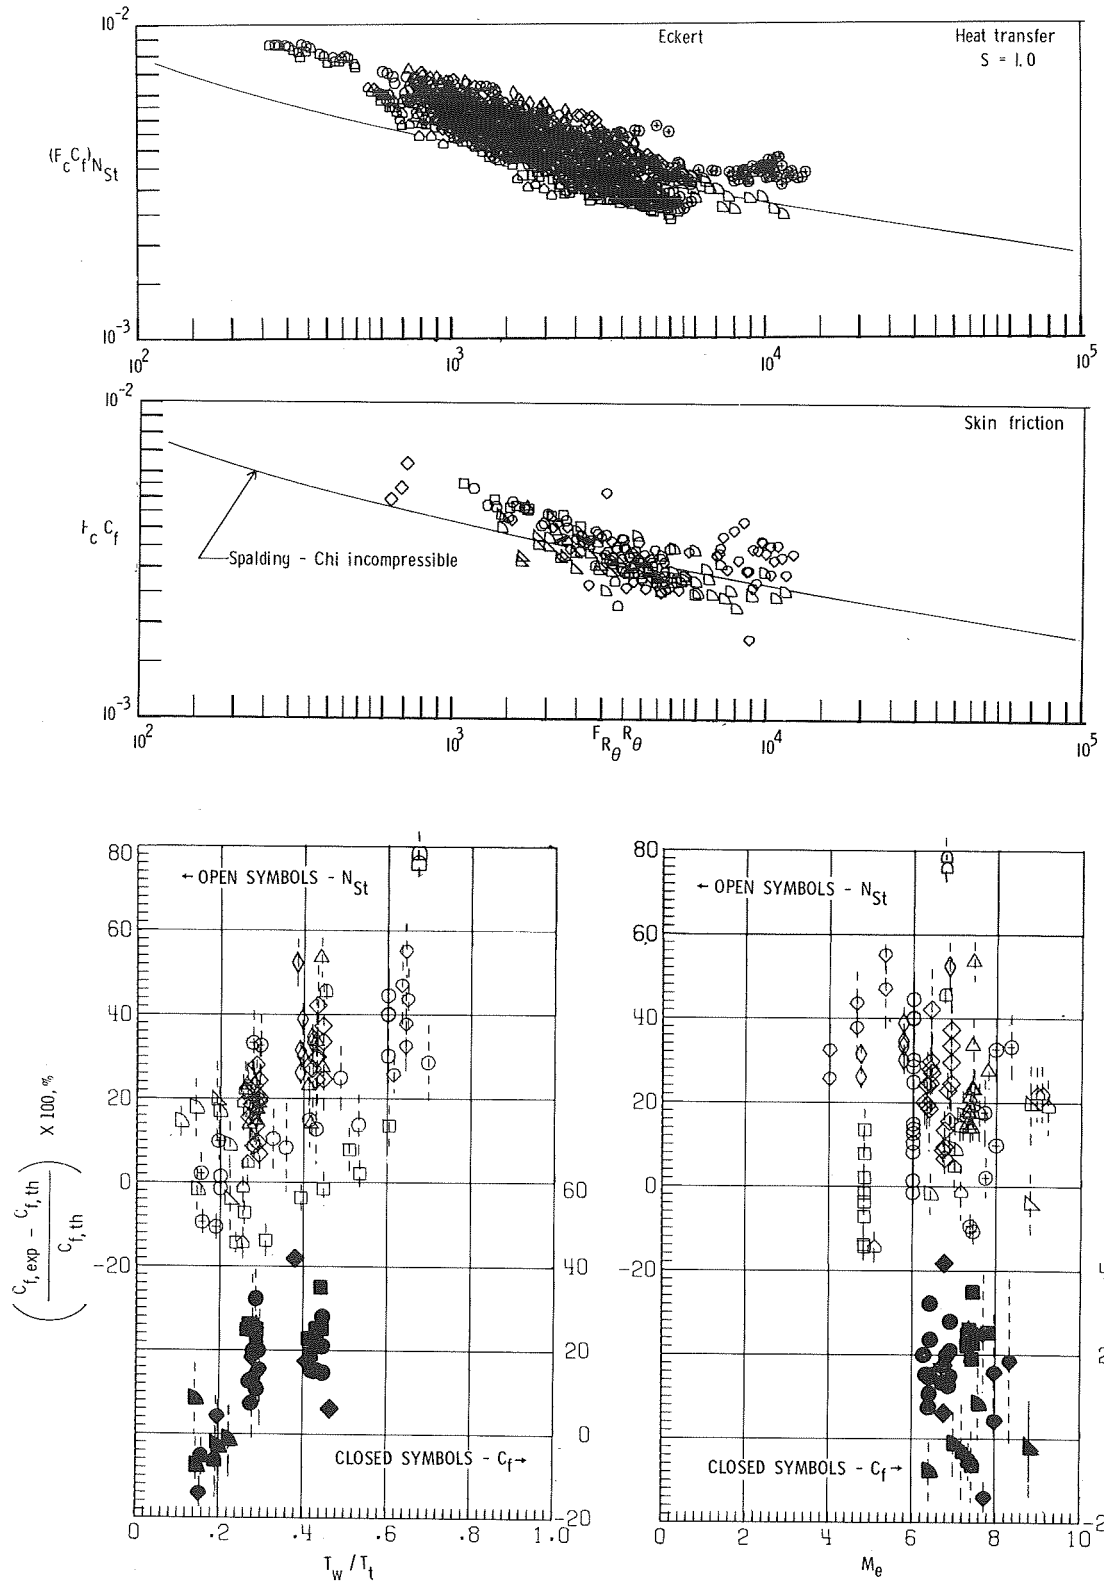 10^-2
Eckert
Heat transfer
S = 1.0
(F_c C_f)_N_St
10^-3
10^2
10^3
10^4
10^5
10^-2
Skin friction
F_c C_f
Spalding - Chi incompressible
10^-3
10^2
10^3
F_R_θ R_θ
10^4
10^5
80
← OPEN SYMBOLS - N_St
60
40
20
0
60
-20
40
20
0
CLOSED SYMBOLS - C_f →
-20
0
.2
.4
.6
.8
1.0
T_w / T_t
(C_f,exp - C_f,th / C_f,th) X 100, %
80
← OPEN SYMBOLS - N_St
60
40
20
0
-20
CLOSED SYMBOLS - C_f →
0
2
4
6
8
10
M_e